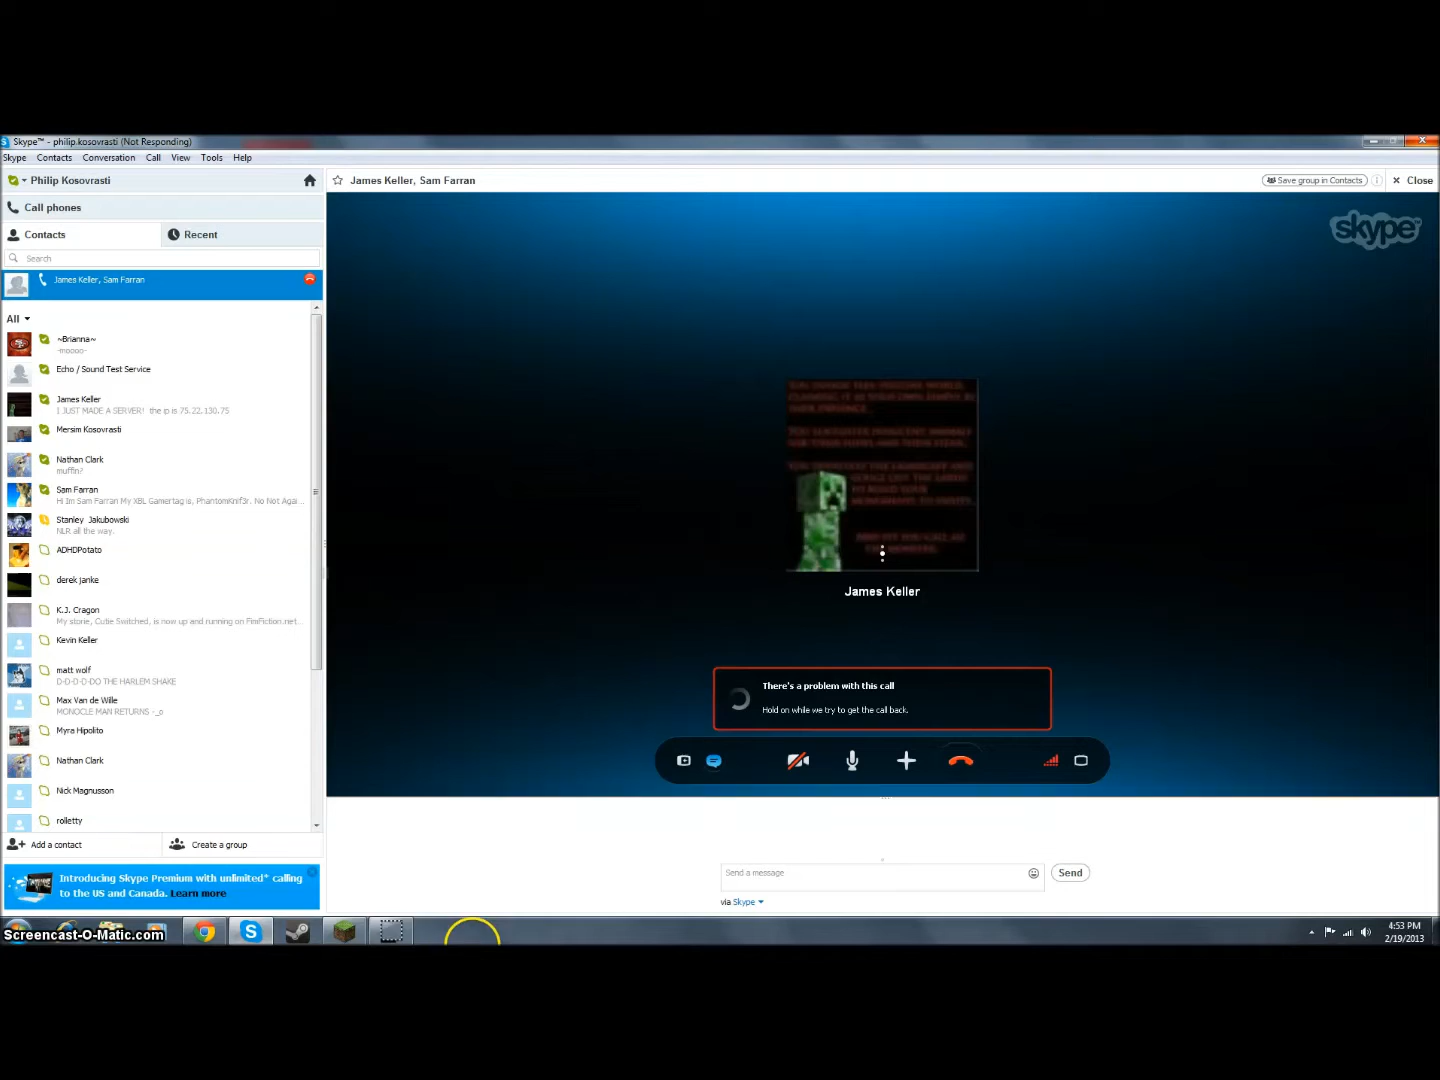 Skype™ - philip.kosovrasti (Not Responding)
Skype Contacts Conversation Call View Tools Help
Philip Kosovrasti
James Keller, Sam Farran
Save group in Contacts
Close
Call phones
Contacts
Recent
Search
James Keller, Sam Farran
All
~Brianna~
-moooo-
Echo / Sound Test Service
James Keller
I JUST MADE A SERVER! the ip is 75.22.130.75
Mersim Kosovrasti
Nathan Clark
muffin?
Sam Farran
Hi Im Sam Farran My XBL Gamertag is, PhantomKnif3r. No Not Agai...
Stanley Jakubowski
NLR all the way.
ADHDPotato
derek janke
K.J. Cragon
My storie, Cutie Switched, is now up and running on FimFiction.net...
Kevin Keller
matt wolf
D-D-D-D-DO THE HARLEM SHAKE
Max Van de Wille
MONOCLE MAN RETURNS -_o
Myra Hipolito
Nathan Clark
Nick Magnusson
rolletty
Add a contact
Create a group
Introducing Skype Premium with unlimited* calling
to the US and Canada. Learn more
skype™
James Keller
There's a problem with this call
Hold on while we try to get the call back.
Send a message
Send
via Skype
Screencast-O-Matic.com
4:53 PM
2/19/2013